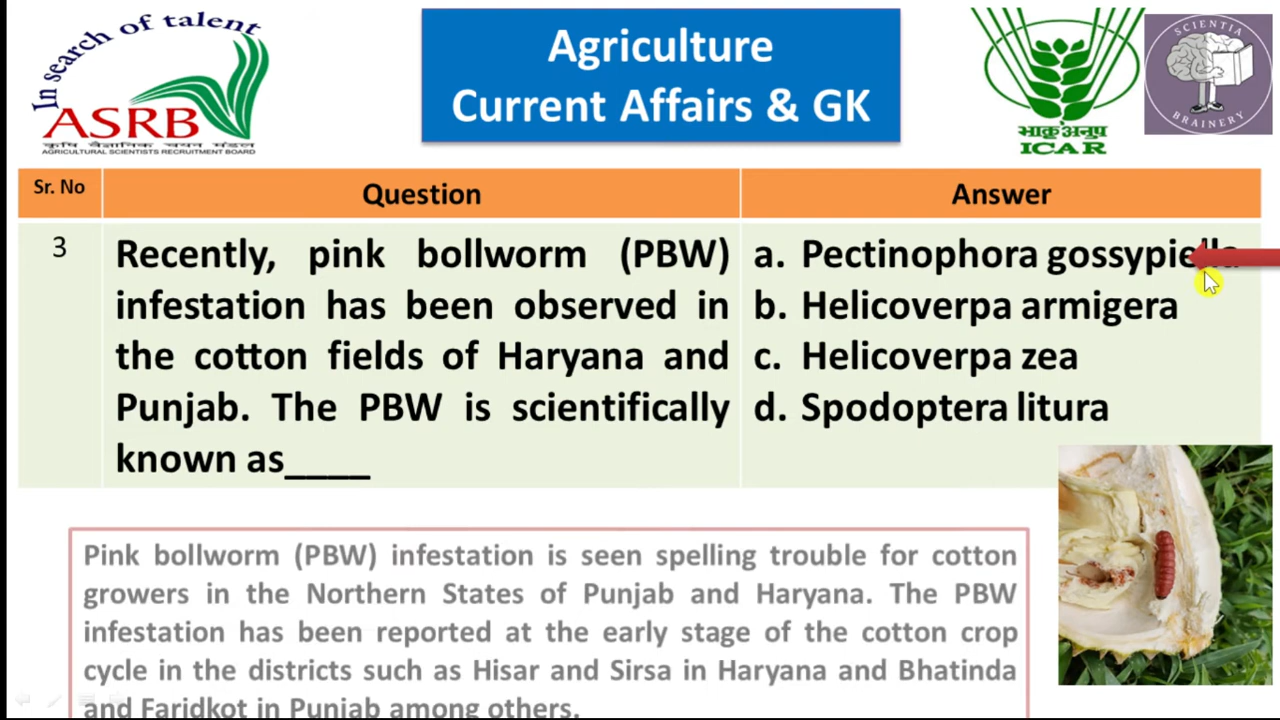 In search of talent
ASRB
कृषि वैज्ञानिक चयन मंडल
AGRICULTURAL SCIENTISTS RECRUITMENT BOARD
Agriculture
Current Affairs & GK
भाकृअनुप
ICAR
SCIENTIA
BRAINERY
Sr. No
Question
Answer
3
Recently, pink bollworm (PBW)
infestation has been observed in
the cotton fields of Haryana and
Punjab. The PBW is scientifically
known as____
a. Pectinophora gossypiella
b. Helicoverpa armigera
c. Helicoverpa zea
d. Spodoptera litura
Pink bollworm (PBW) infestation is seen spelling trouble for cotton
growers in the Northern States of Punjab and Haryana. The PBW
infestation has been reported at the early stage of the cotton crop
cycle in the districts such as Hisar and Sirsa in Haryana and Bhatinda
and Faridkot in Punjab among others.